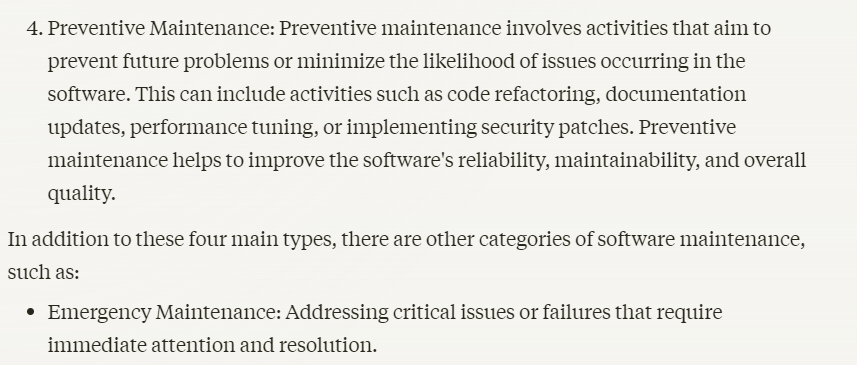 4. Preventive Maintenance: Preventive maintenance involves activities that aim to
prevent future problems or minimize the likelihood of issues occurring in the
software. This can include activities such as code refactoring, documentation
updates, performance tuning, or implementing security patches. Preventive
maintenance helps to improve the software's reliability, maintainability, and overall
quality.
In addition to these four main types, there are other categories of software maintenance,
such as:
• Emergency Maintenance: Addressing critical issues or failures that require
immediate attention and resolution.